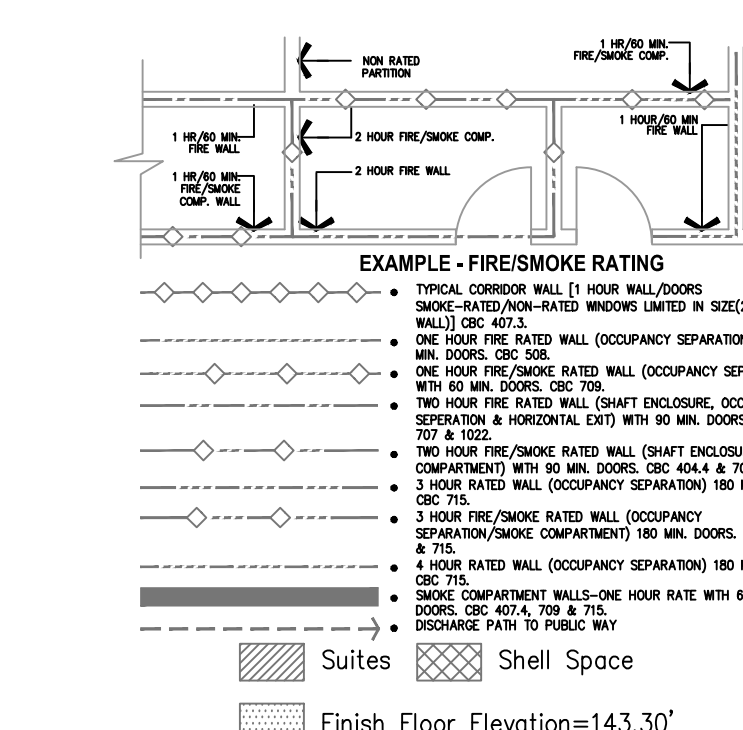 NON RATED
PARTITION
1 HR/60 MIN.
FIRE/SMOKE COMP.
1 HR/60 MIN.
FIRE WALL
2 HOUR FIRE/SMOKE COMP.
1 HOUR/60 MIN
FIRE WALL
1 HR/60 MIN.
FIRE/SMOKE
COMP. WALL
2 HOUR FIRE WALL
EXAMPLE - FIRE/SMOKE RATING
TYPICAL CORRIDOR WALL [1 HOUR WALL/DOORS
SMOKE-RATED/NON-RATED WINDOWS LIMITED IN SIZE(2
WALL)] CBC 407.3.
ONE HOUR FIRE RATED WALL (OCCUPANCY SEPARATION
MIN. DOORS. CBC 508.
ONE HOUR FIRE/SMOKE RATED WALL (OCCUPANCY SEP
WITH 60 MIN. DOORS. CBC 709.
TWO HOUR FIRE RATED WALL (SHAFT ENCLOSURE, OCC
SEPERATION & HORIZONTAL EXIT) WITH 90 MIN. DOORS
707 & 1022.
TWO HOUR FIRE/SMOKE RATED WALL (SHAFT ENCLOSU
COMPARTMENT) WITH 90 MIN. DOORS. CBC 404.4 & 70
3 HOUR RATED WALL (OCCUPANCY SEPARATION) 180
CBC 715.
3 HOUR FIRE/SMOKE RATED WALL (OCCUPANCY
SEPARATION/SMOKE COMPARTMENT) 180 MIN. DOORS.
& 715.
4 HOUR RATED WALL (OCCUPANCY SEPARATION) 180
CBC 715.
SMOKE COMPARTMENT WALLS-ONE HOUR RATE WITH 6
DOORS. CBC 407.4, 709 & 715.
DISCHARGE PATH TO PUBLIC WAY
Suites
Shell Space
Finish Floor Elevation=143.30'